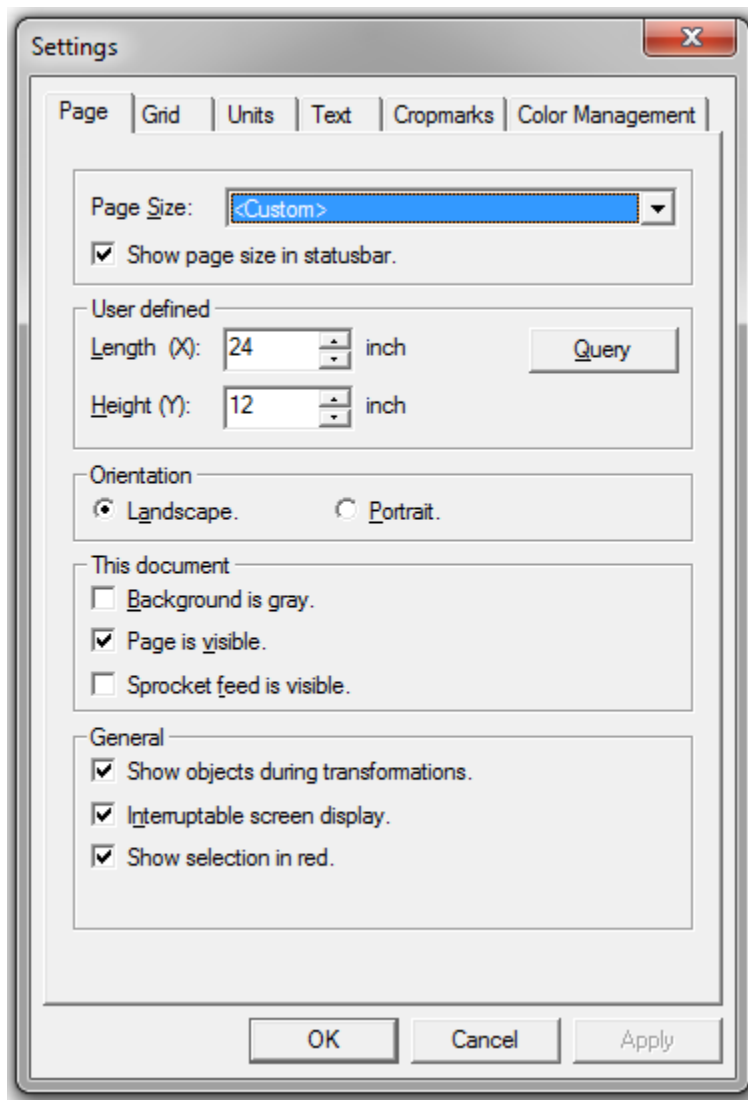 Settings
Page Grid Units Text Cropmarks Color Management
Page Size: <Custom>
Show page size in statusbar.
User defined
Length (X): 24 inch Query
Height (Y): 12 inch
Orientation
Landscape. Portrait.
This document
Background is gray.
Page is visible.
Sprocket feed is visible.
General
Show objects during transformations.
Interruptable screen display.
Show selection in red.
OK Cancel Apply